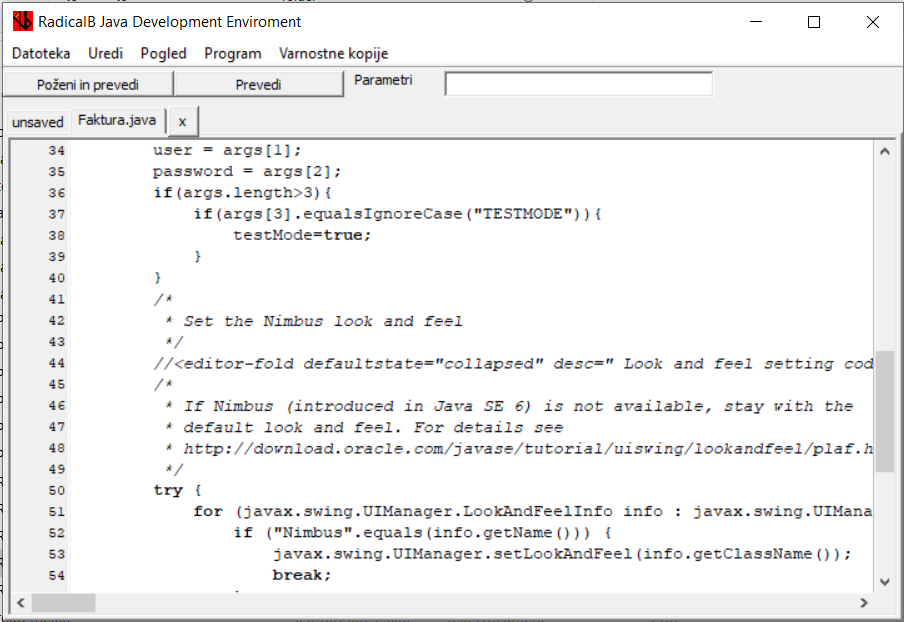 RadicalB Java Development Enviroment
Datoteka Uredi Pogled Program Varnostne kopije
Poženi in prevedi Prevedi Parametri
unsaved Faktura.java x
34 user = args[1];
35 password = args[2];
36 if(args.length>3){
37 if(args[3].equalsIgnoreCase("TESTMODE")){
38 testMode=true;
39 }
40 }
41 /*
42 * Set the Nimbus look and feel
43 */
44 //<editor-fold defaultstate="collapsed" desc=" Look and feel setting cod
45 /*
46 * If Nimbus (introduced in Java SE 6) is not available, stay with the
47 * default look and feel. For details see
48 * http://download.oracle.com/javase/tutorial/uiswing/lookandfeel/plaf.h
49 */
50 try {
51 for (javax.swing.UIManager.LookAndFeelInfo info : javax.swing.UIMana
52 if ("Nimbus".equals(info.getName())) {
53 javax.swing.UIManager.setLookAndFeel(info.getClassName());
54 break;